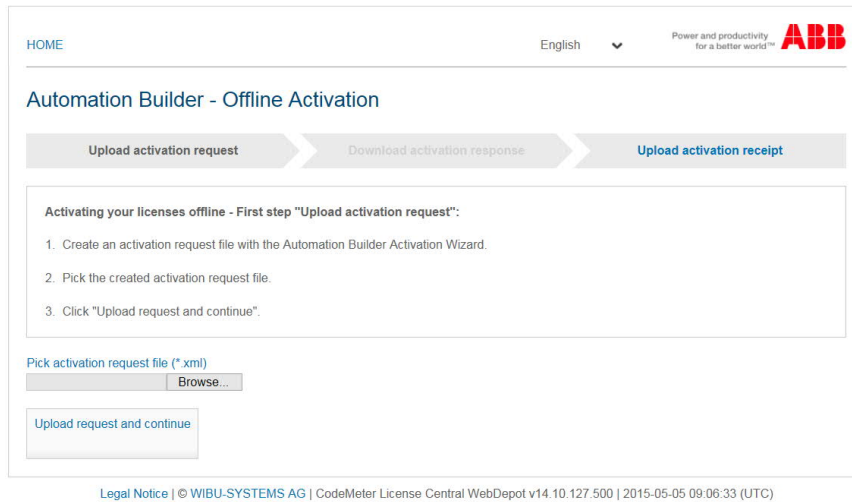 HOME
English
Power and productivity
for a better world™
ABB
Automation Builder - Offline Activation
Upload activation request
Download activation response
Upload activation receipt
Activating your licenses offline - First step "Upload activation request":
1. Create an activation request file with the Automation Builder Activation Wizard.
2. Pick the created activation request file.
3. Click "Upload request and continue".
Pick activation request file (*.xml)
Browse...
Upload request and continue
Legal Notice | © WIBU-SYSTEMS AG | CodeMeter License Central WebDepot v14.10.127.500 | 2015-05-05 09:06:33 (UTC)